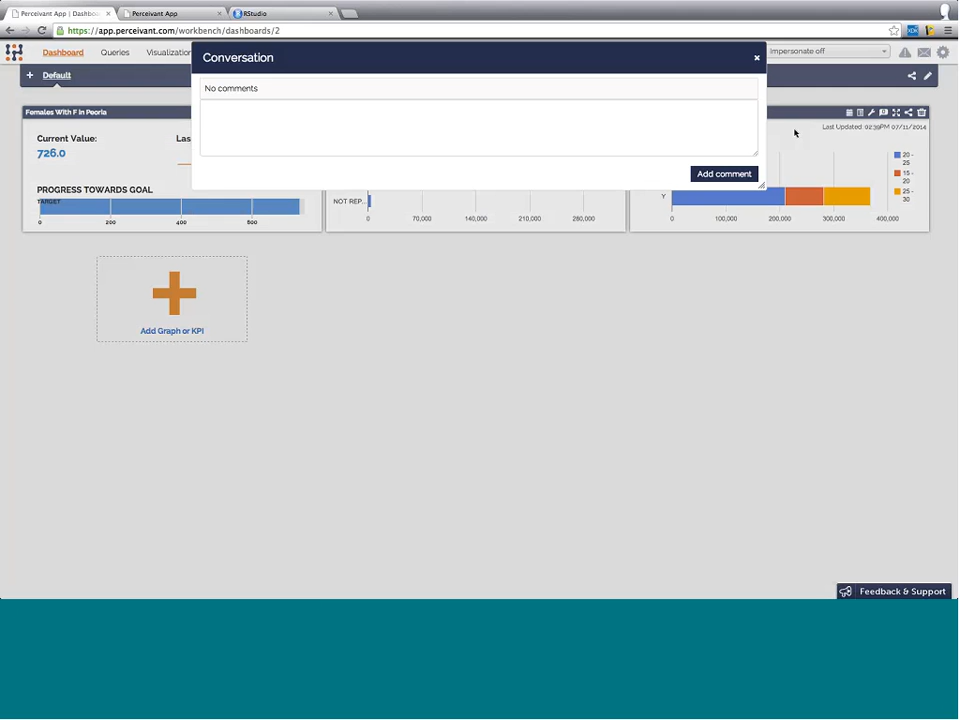 Perceivant App | Dashboa
Perceivant App
RStudio
https://app.perceivant.com/workbench/dashboards/2
Dashboard
Queries
Visualization
Impersonate off
Conversation
No comments
Add comment
+ Default
Females With F In Peoria
Current Value:
726.0
Las
PROGRESS TOWARDS GOAL
TARGET
0 200 400 600
NOT REP...
0 70,000 140,000 210,000 280,000
Last Updated 02:39PM 07/11/2014
20 -
25
15 -
20
25 -
30
Y
0 100,000 200,000 300,000 400,000
Add Graph or KPI
Feedback & Support